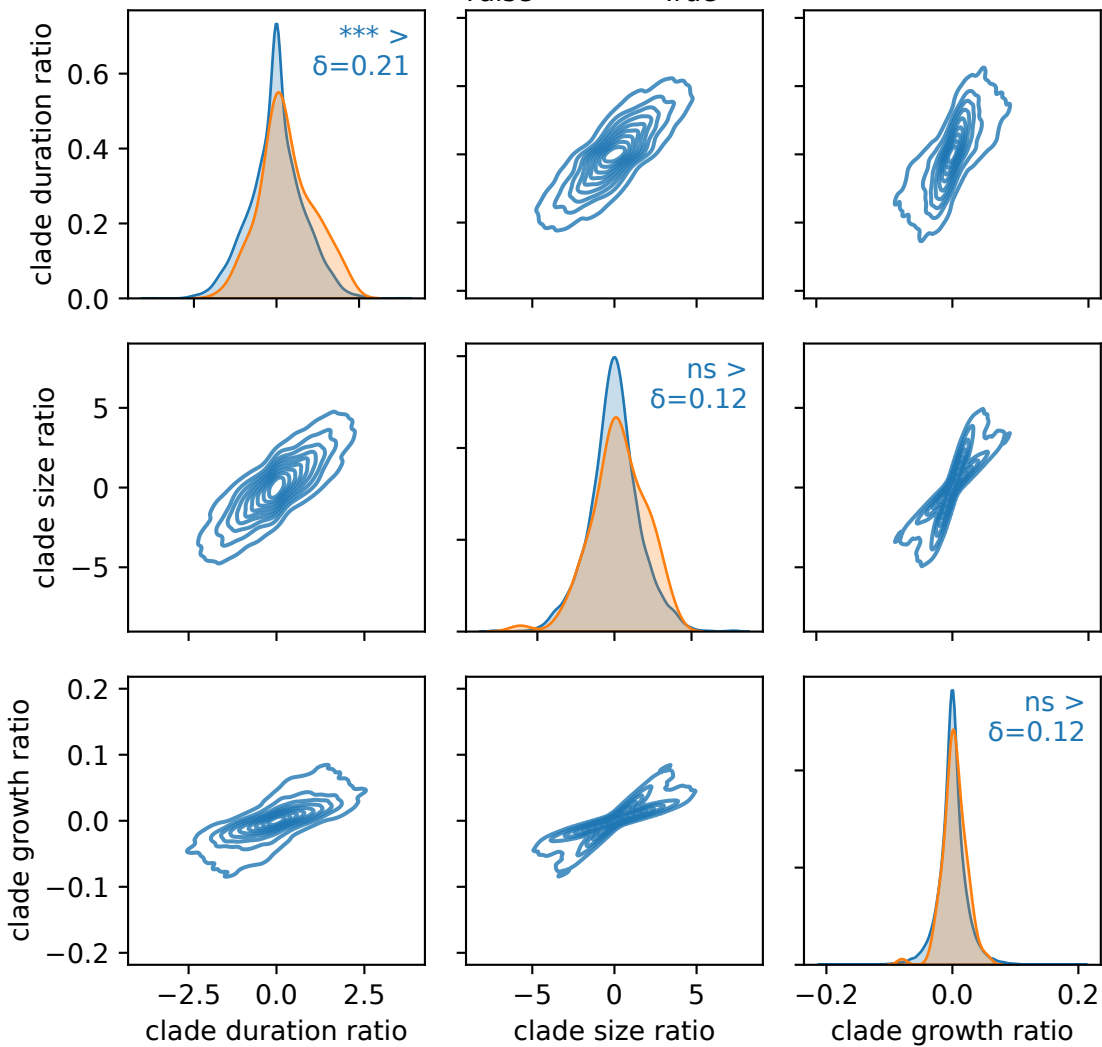 clade duration ratio
0.6
0.4
0.2
0.0
*** >
δ=0.21
clade size ratio
5
0
−5
ns >
δ=0.12
clade growth ratio
0.2
0.1
0.0
−0.1
−0.2
ns >
δ=0.12
−2.5 0.0 2.5
−5 0 5
−0.2 0.0 0.2
clade duration ratio
clade size ratio
clade growth ratio